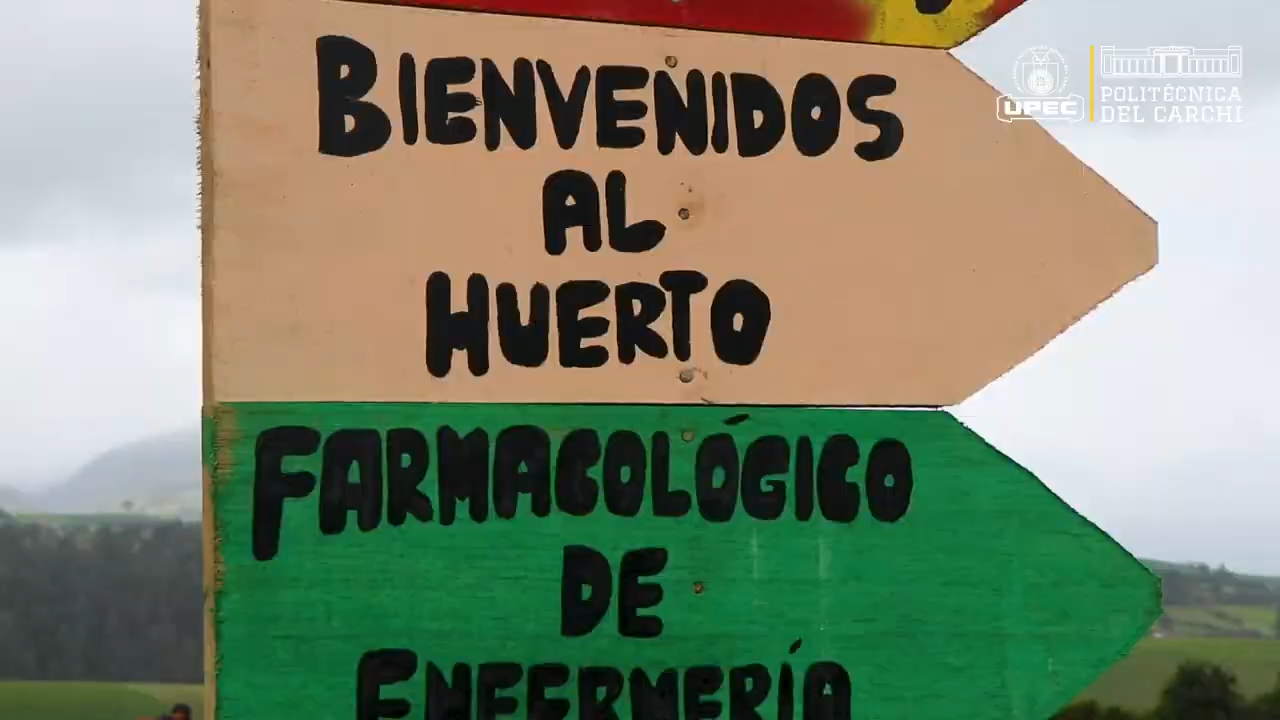 BIENVENIDOS
AL
HUERTO
FARMACOLÓGICO
DE
ENFERMERÍA
UPEC
POLITÉCNICA
DEL CARCHI